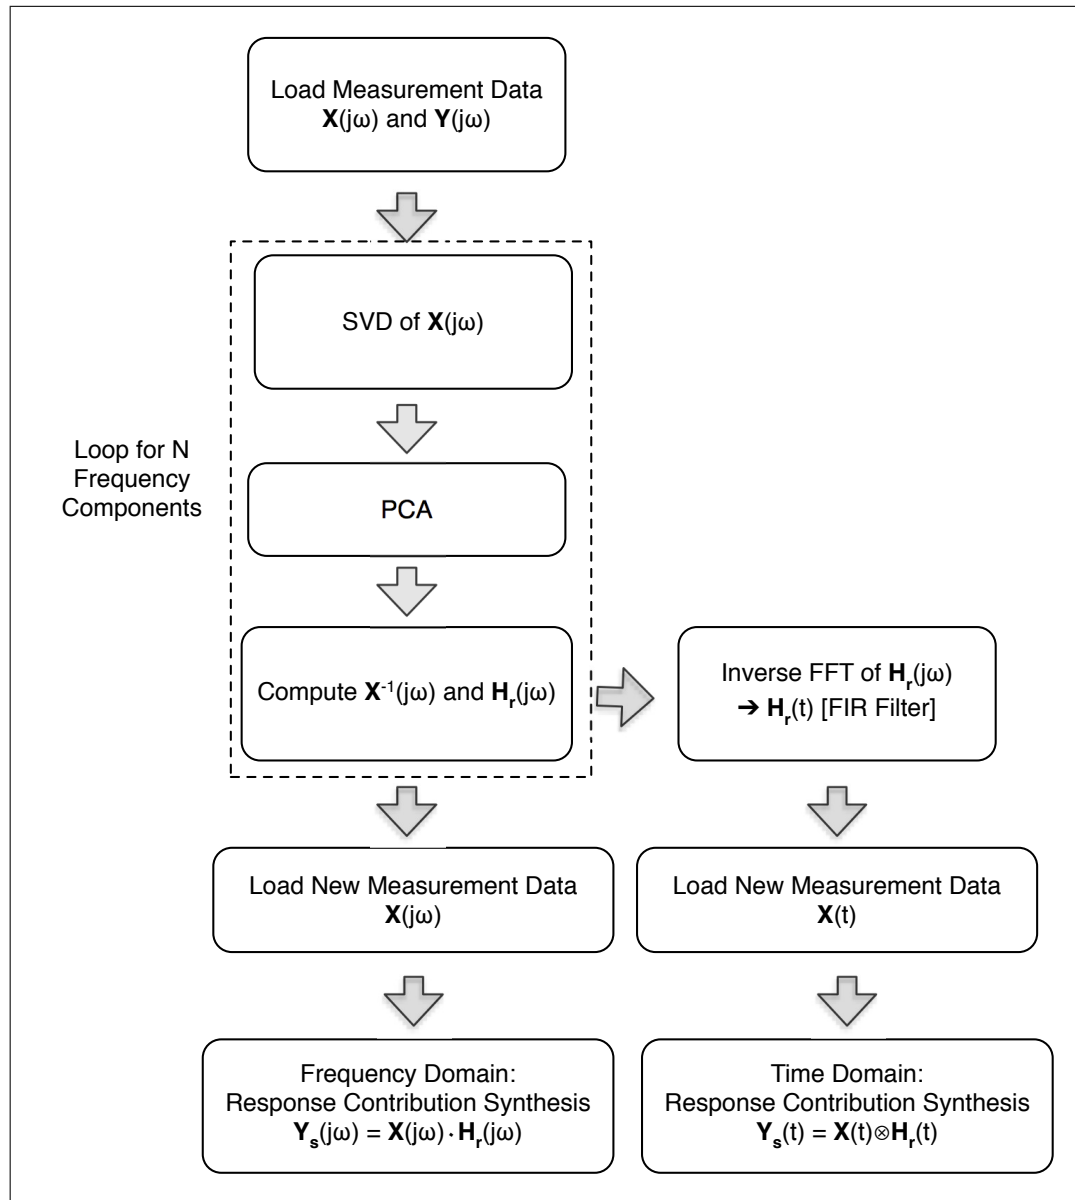 Load Measurement Data
X(jω) and Y(jω)
SVD of X(jω)
Loop for N
Frequency
Components
PCA
Compute X⁻¹(jω) and Hᵣ(jω)
Inverse FFT of Hᵣ(jω)
➔ Hᵣ(t) [FIR Filter]
Load New Measurement Data
X(jω)
Load New Measurement Data
X(t)
Frequency Domain:
Response Contribution Synthesis
Yₛ(jω) = X(jω) · Hᵣ(jω)
Time Domain:
Response Contribution Synthesis
Yₛ(t) = X(t)⊗Hᵣ(t)